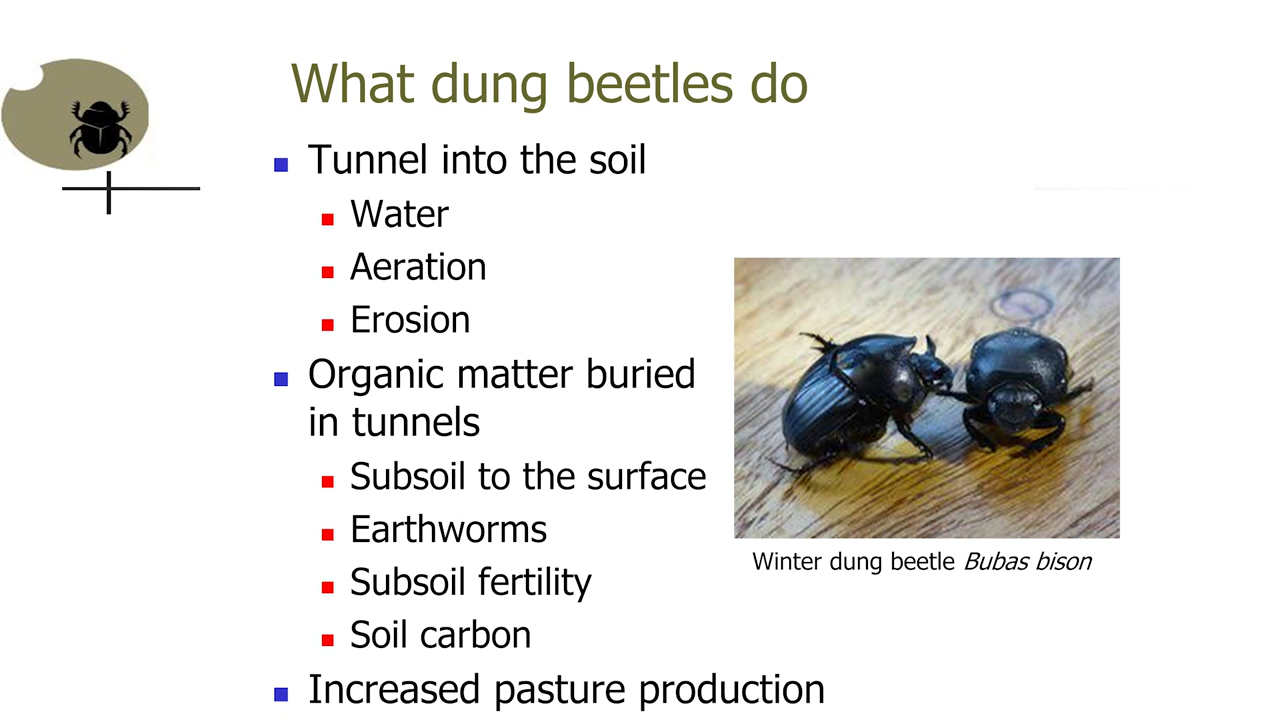 What dung beetles do
Tunnel into the soil
Water
Aeration
Erosion
Organic matter buried
in tunnels
Subsoil to the surface
Earthworms
Subsoil fertility
Soil carbon
Increased pasture production
Winter dung beetle Bubas bison